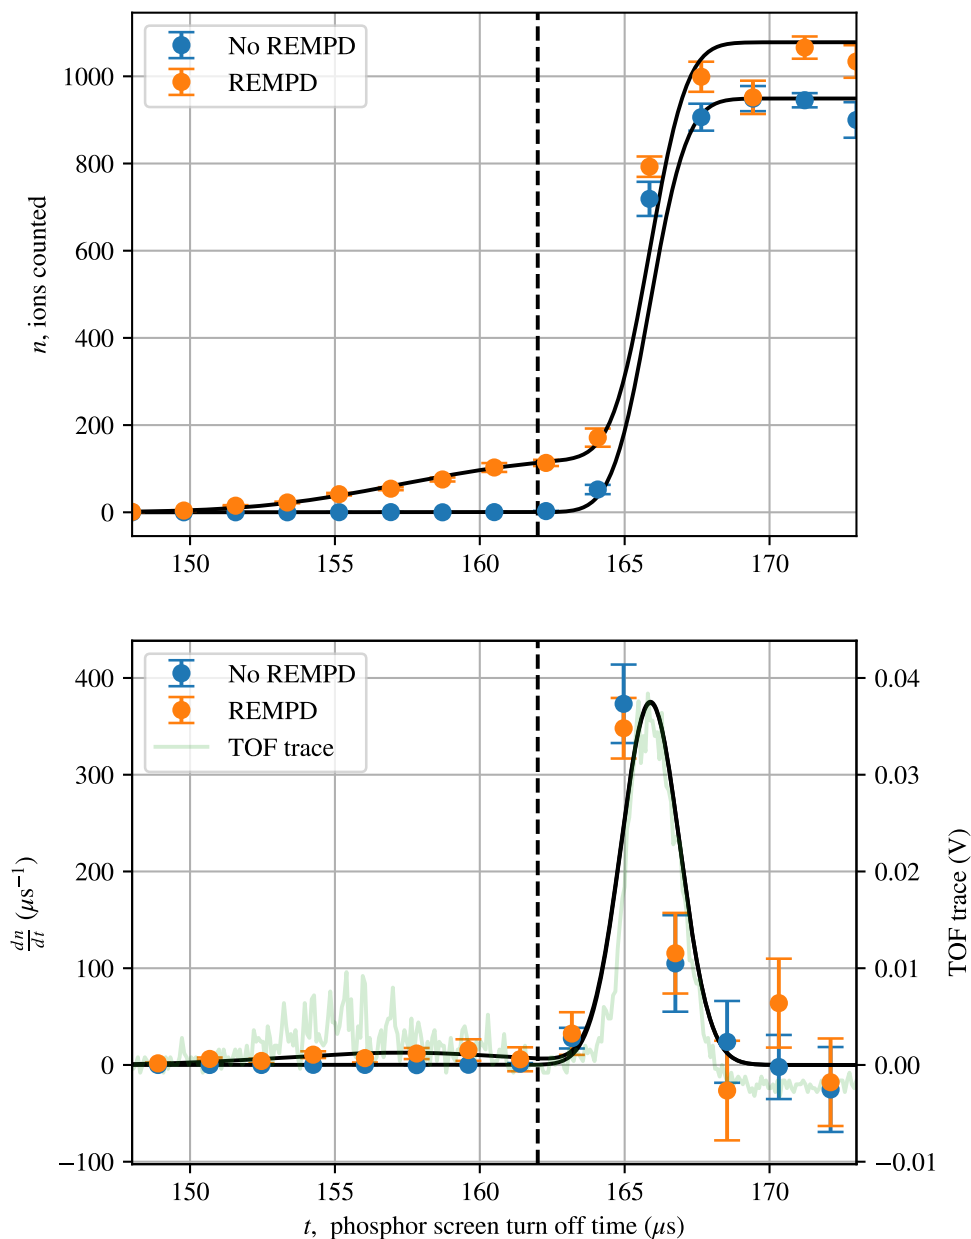 No REMPD
REMPD
1000
800
600
400
200
0
n, ions counted
150 155 160 165 170
No REMPD
REMPD
TOF trace
400
300
200
100
0
−100
dn/dt (μs⁻¹)
0.04
0.03
0.02
0.01
0.00
−0.01
TOF trace (V)
150 155 160 165 170
t, phosphor screen turn off time (μs)